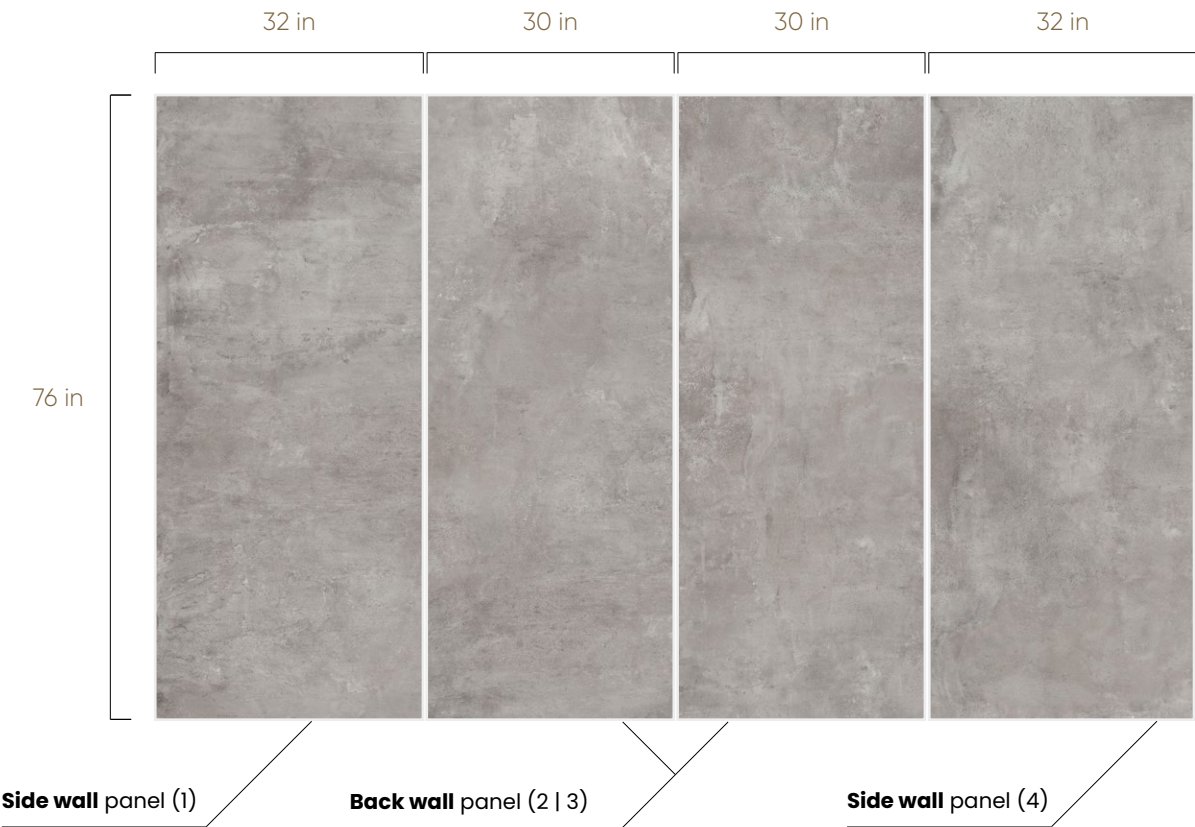 32 in
30 in
30 in
32 in
76 in
Side wall panel (1)
Back wall panel (2 | 3)
Side wall panel (4)